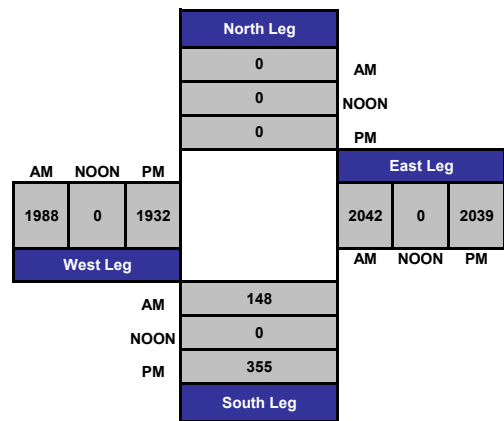 North Leg
0
AM
0
NOON
0
PM
AM NOON PM
East Leg
1988 0 1932
2042 0 2039
West Leg
AM NOON PM
AM
148
NOON
0
PM
355
South Leg